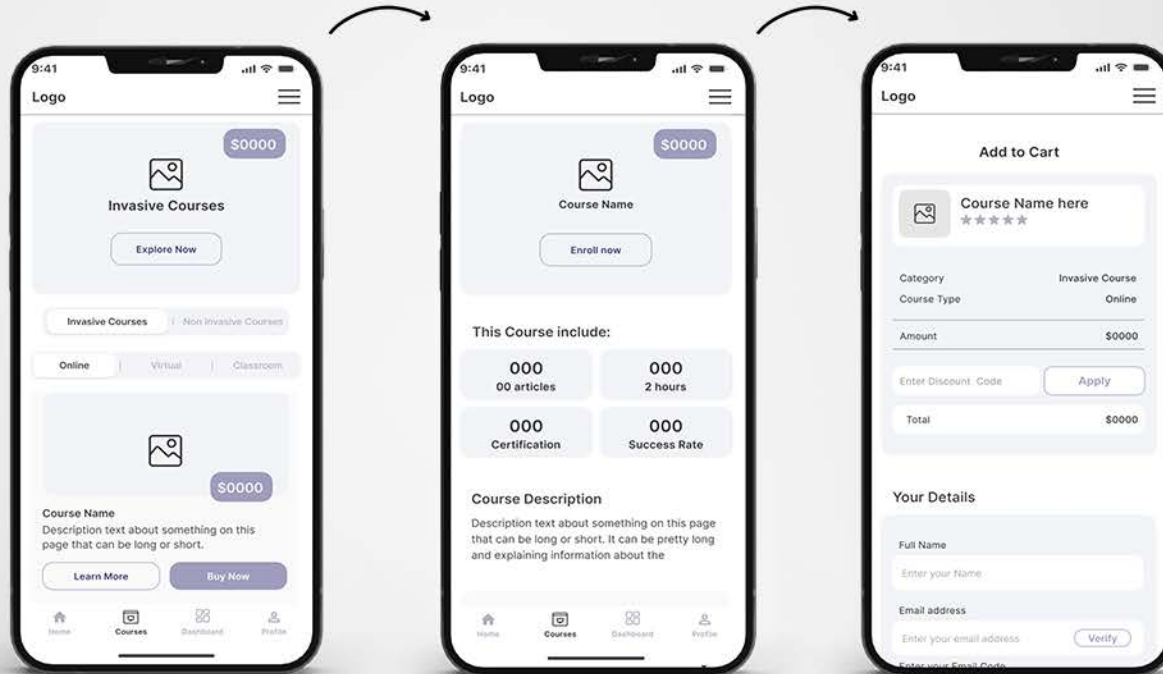 9:41
Logo
$0000
Invasive Courses
Explore Now
Invasive Courses | Non Invasive Courses
Online | Virtual | Classroom
$0000
Course Name
Description text about something on this
page that can be long or short.
Learn More Buy Now
Home Courses Dashboard Profile
9:41
Logo
$0000
Course Name
Enroll now
This Course include:
000 000
00 articles 2 hours
000 000
Certification Success Rate
Course Description
Description text about something on this page
that can be long or short. It can be pretty long
and explaining information about the
Home Courses Dashboard Profile
9:41
Logo
Add to Cart
Course Name here
Category Invasive Course
Course Type Online
Amount $0000
Enter Discount Code Apply
Total $0000
Your Details
Full Name
Enter your Name
Email address
Enter your email address Verify
Enter your Email Code